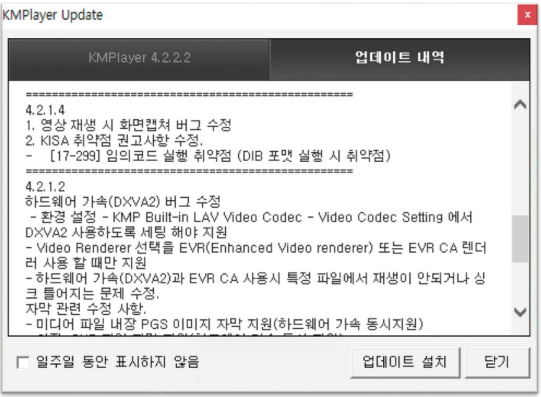 KMPlayer Update
x
KMPlayer 4.2.2.2
업데이트 내역
==================================================
4.2.1.4
1. 영상 재생 시 화면캡쳐 버그 수정
2. KISA 취약점 권고사항 수정.
-   [17-299] 임의코드 실행 취약점 (DIB 포맷 실행 시 취약점)
==================================================
4.2.1.2
하드웨어 가속(DXVA2) 버그 수정
- 환경 설정 - KMP Built-in LAV Video Codec - Video Codec Setting 에서
DXVA2 사용하도록 세팅 해야 지원
- Video Renderer 선택을 EVR(Enhanced Video renderer) 또는 EVR CA 렌더
러 사용 할 때만 지원
- 하드웨어 가속(DXVA2)과 EVR CA 사용시 특정 파일에서 재생이 안되거나 싱
크 틀어지는 문제 수정.
자막 관련 수정 사항.
- 미디어 파일 내장 PGS 이미지 자막 지원(하드웨어 가속 동시지원)
일주일 동안 표시하지 않음
업데이트 설치
닫기